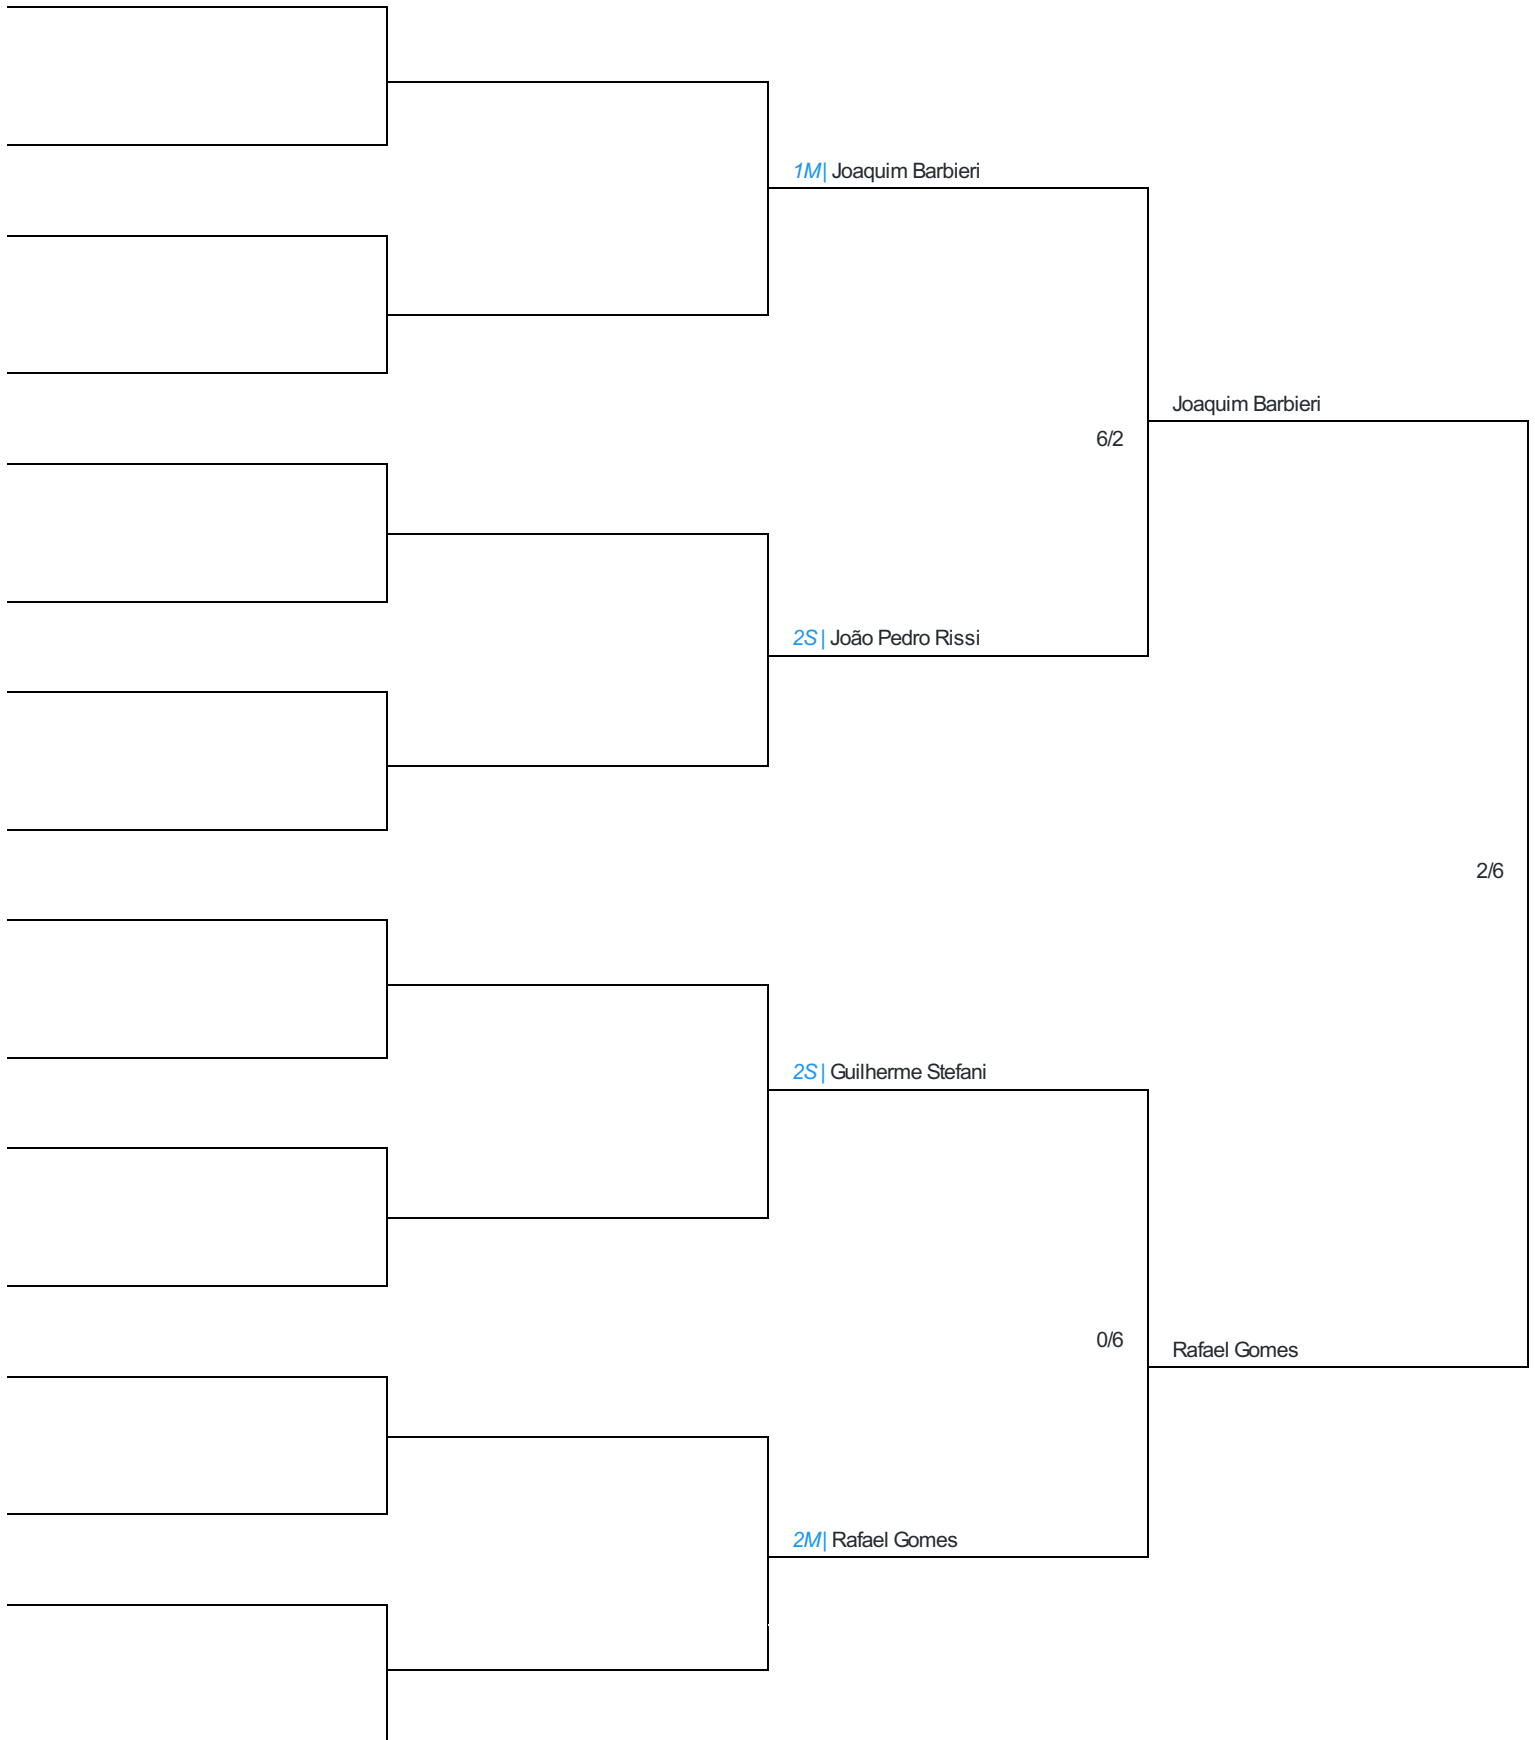 1M| Joaquim Barbieri
Joaquim Barbieri
6/2
2S| João Pedro Rissi
2/6
2S| Guilherme Stefani
0/6
Rafael Gomes
2M| Rafael Gomes